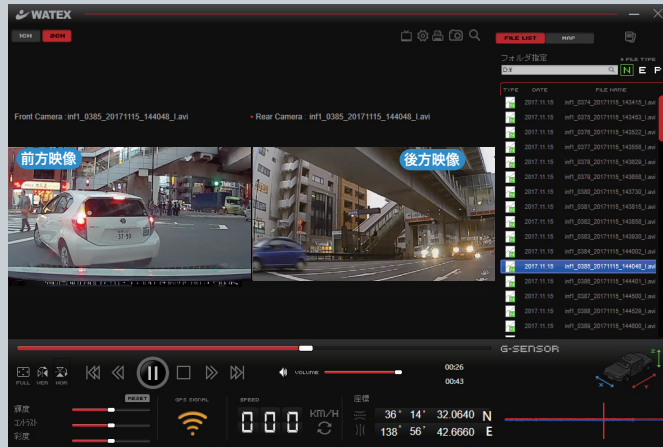 WATEX
1CH 2CH
FILE LIST MAP
フォルダ指定 FILE TYPE
D:¥ N E P
TYPE DATE FILE NAME
Front Camera : inf1_0385_20171115_144048_I.avi
Rear Camera : inf1_0385_20171115_144048_I.avi
前方映像
後方映像
37-50
2017.11.15 inf1_0374_20171115_143415_I.avi
2017.11.15 inf1_0375_20171115_143453_I.avi
2017.11.15 inf1_0376_20171115_143522_I.avi
2017.11.15 inf1_0377_20171115_143558_I.avi
2017.11.15 inf1_0378_20171115_143629_I.avi
2017.11.15 inf1_0379_20171115_143658_I.avi
2017.11.15 inf1_0380_20171115_143730_I.avi
2017.11.15 inf1_0381_20171115_143815_I.avi
2017.11.15 inf1_0382_20171115_143858_I.avi
2017.11.15 inf1_0383_20171115_143930_I.avi
2017.11.15 inf1_0384_20171115_144002_I.avi
2017.11.15 inf1_0385_20171115_144048_I.avi
2017.11.15 inf1_0386_20171115_144401_I.avi
2017.11.15 inf1_0387_20171115_144500_I.avi
2017.11.15 inf1_0388_20171115_144529_I.avi
2017.11.15 inf1_0389_20171115_144600_I.avi
FULL VER HOR
VOLUME
00:26
00:43
G-SENSOR
Z
X
Y
RESET
輝度
コントラスト
彩度
GPS SIGNAL
SPEED
000 KM/H
座標
36° 14' 32.0640 N
138° 56' 42.6660 E